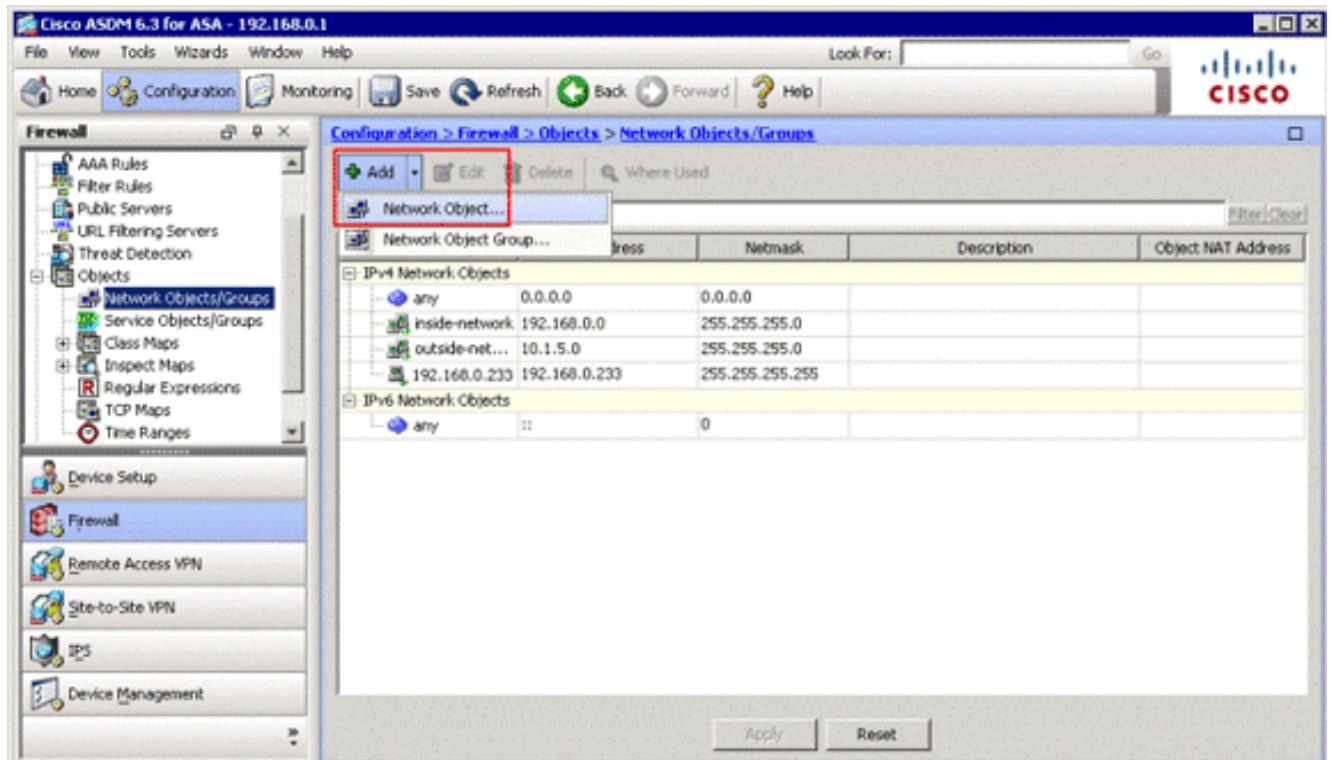 Cisco ASDM 6.3 for ASA - 192.168.0.1
File View Tools Wizards Window Help Look For: Go
Home Configuration Monitoring Save Refresh Back Forward Help
CISCO
Firewall
AAA Rules
Filter Rules
Public Servers
URL Filtering Servers
Threat Detection
Objects
Network Objects/Groups
Service Objects/Groups
Class Maps
Inspect Maps
Regular Expressions
TCP Maps
Time Ranges
Device Setup
Firewall
Remote Access VPN
Site-to-Site VPN
IPS
Device Management
Configuration > Firewall > Objects > Network Objects/Groups
Add Edit Delete Where Used
Network Object...
Filter Clear
Network Object Group...
dress Netmask Description Object NAT Address
IPv4 Network Objects
any 0.0.0.0 0.0.0.0
inside-network 192.168.0.0 255.255.255.0
outside-net... 10.1.5.0 255.255.255.0
192.168.0.233 192.168.0.233 255.255.255.255
IPv6 Network Objects
any :: 0
Apply Reset